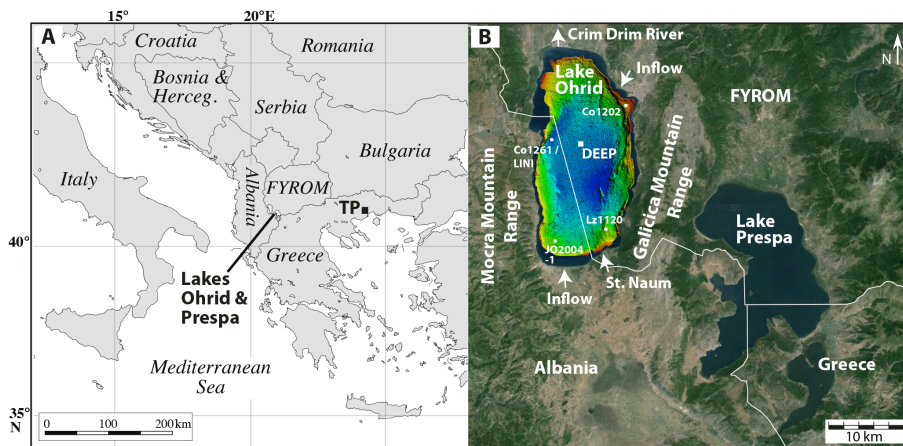 A
15°
20°E
Croatia
Romania
Bosnia &
Herceg.
Serbia
Bulgaria
Italy
Albania
FYROM
TP
40°
Greece
Lakes
Ohrid &
Prespa
Mediterranean
Sea
35°
N
0 100 200 km
B
Crim Drim River
N
Lake
Ohrid
Inflow
FYROM
Co1202
Co1261 /
LINI
DEEP
Mocra Mountain
Range
Galicica Mountain
Range
Lz1120
Lake
Prespa
JO2004
-1
St. Naum
Inflow
Albania
Greece
10 km